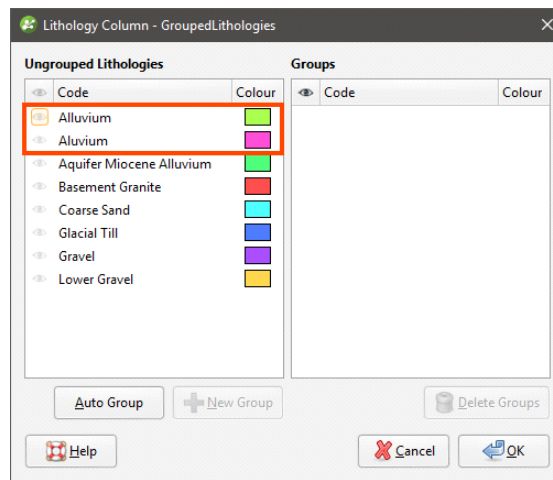 Lithology Column - GroupedLithologies
Ungrouped Lithologies
Code Colour
Alluvium
Aluvium
Aquifer Miocene Alluvium
Basement Granite
Coarse Sand
Glacial Till
Gravel
Lower Gravel
Auto Group
New Group
Groups
Code Colour
Delete Groups
Help
Cancel
OK